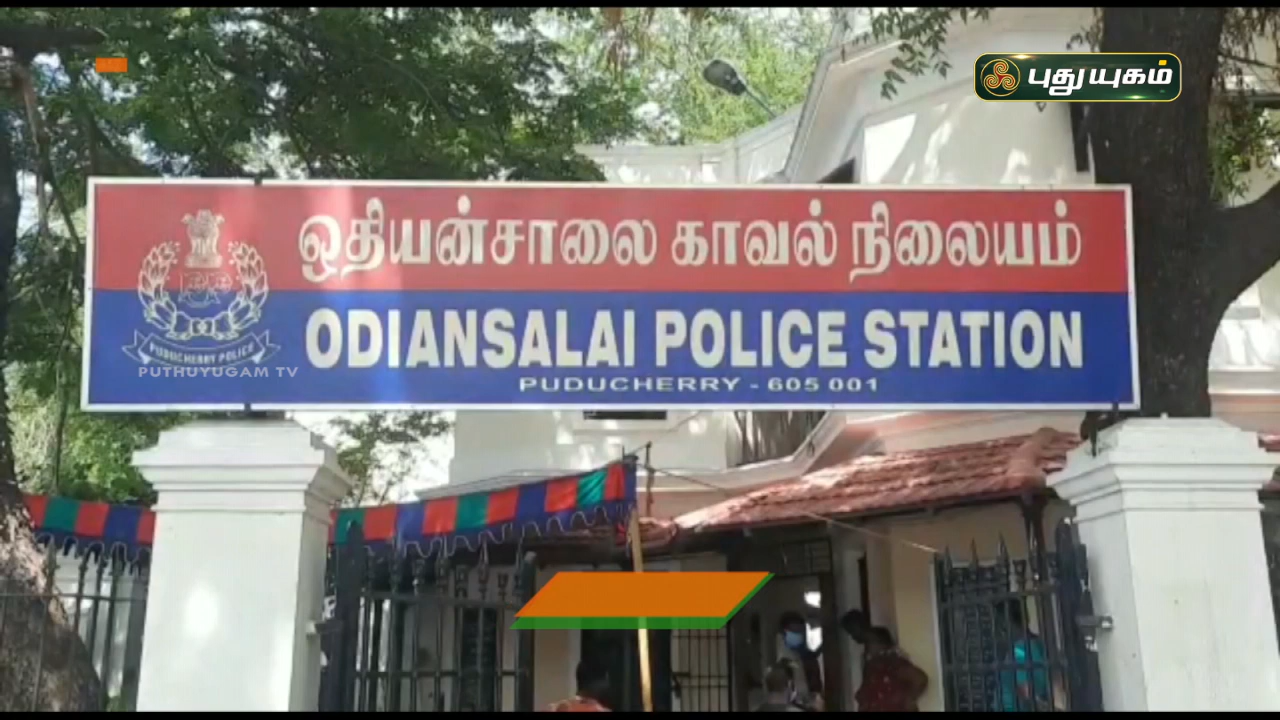 புதுயுகம்
ஒதியன்சாலை காவல் நிலையம்
ODIANSALAI POLICE STATION
PUDUCHERRY - 605 001
PUDUCHERRY POLICE
PUTHUYUGAM TV